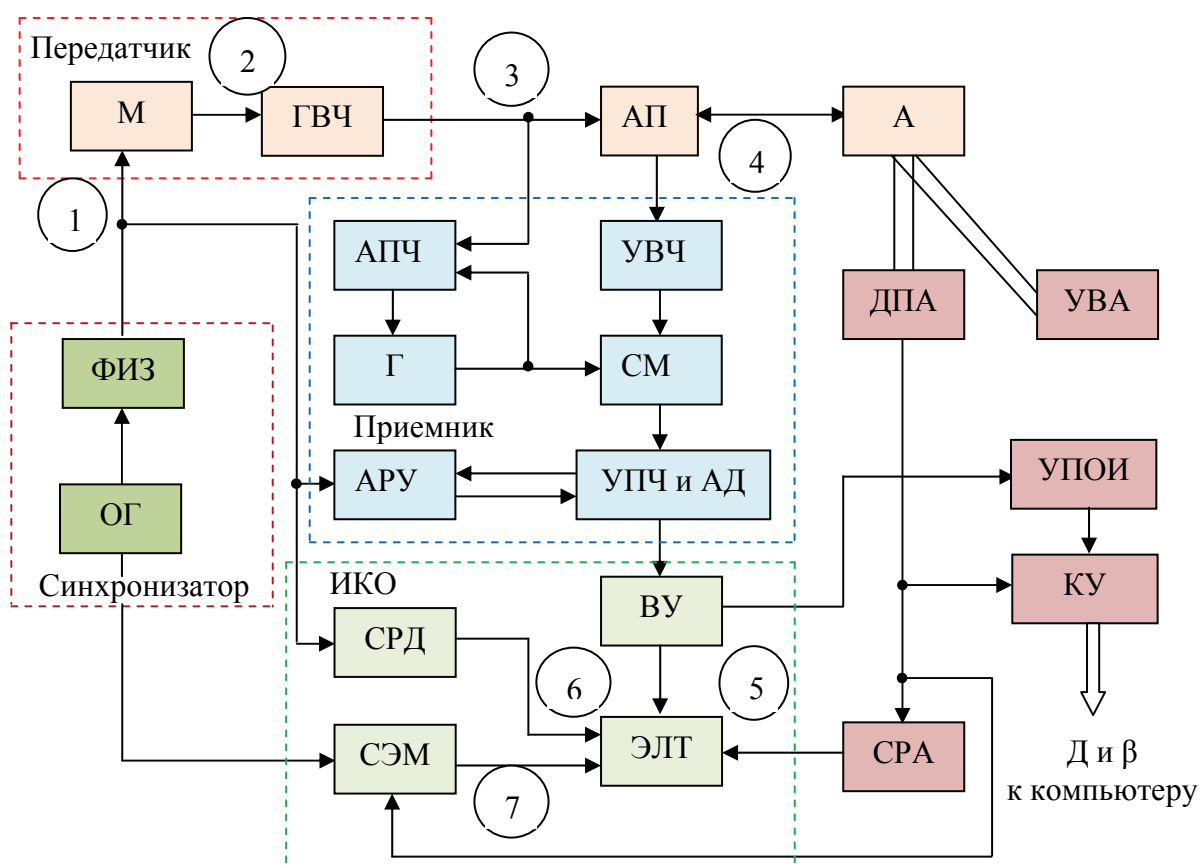 Передатчик
2
3
М
ГВЧ
АП
А
4
1
АПЧ
УВЧ
ДПА
УВА
ФИЗ
Г
СМ
Приемник
АРУ
УПЧ и АД
УПОИ
ОГ
Синхронизатор
ИКО
ВУ
КУ
СРД
6
5
СЭМ
ЭЛТ
СРА
7
Д и β
к компьютеру